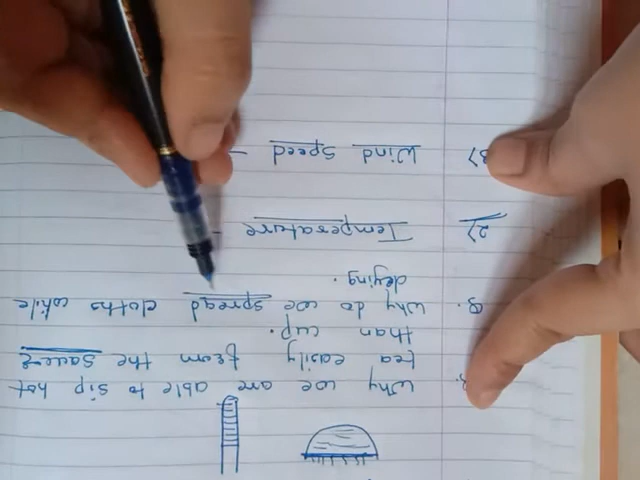 Q. Why we are able to sip hot
tea easily from the saucer
than cup.
Q. Why do we spread cloths while
drying.
2) Temperature -
3) Wind Speed -